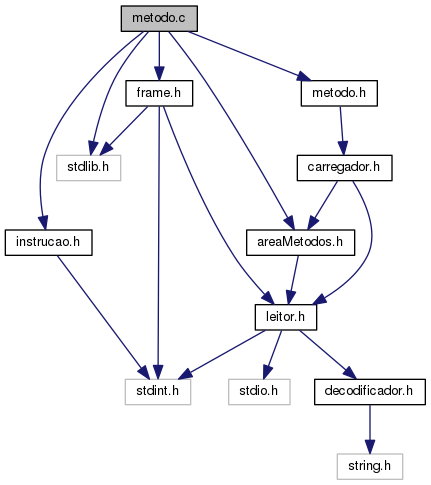 metodo.c
frame.h
metodo.h
stdlib.h
carregador.h
instrucao.h
areaMetodos.h
leitor.h
stdint.h
stdio.h
decodificador.h
string.h